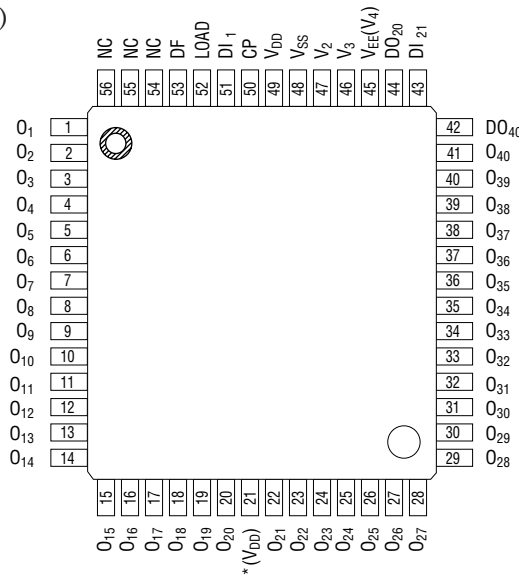 )
NC NC NC DF LOAD DI₁ CP V_DD V_SS V₂ V₃ V_EE(V₄) DO₂₀ DI₂₁
56 55 54 53 52 51 50 49 48 47 46 45 44 43
O₁ 1 42 DO₄₀
O₂ 2 41 O₄₀
O₃ 3 40 O₃₉
O₄ 4 39 O₃₈
O₅ 5 38 O₃₇
O₆ 6 37 O₃₆
O₇ 7 36 O₃₅
O₈ 8 35 O₃₄
O₉ 9 34 O₃₃
O₁₀ 10 33 O₃₂
O₁₁ 11 32 O₃₁
O₁₂ 12 31 O₃₀
O₁₃ 13 30 O₂₉
O₁₄ 14 29 O₂₈
15 16 17 18 19 20 21 22 23 24 25 26 27 28
O₁₅ O₁₆ O₁₇ O₁₈ O₁₉ O₂₀ *(V_DD) O₂₁ O₂₂ O₂₃ O₂₄ O₂₅ O₂₆ O₂₇